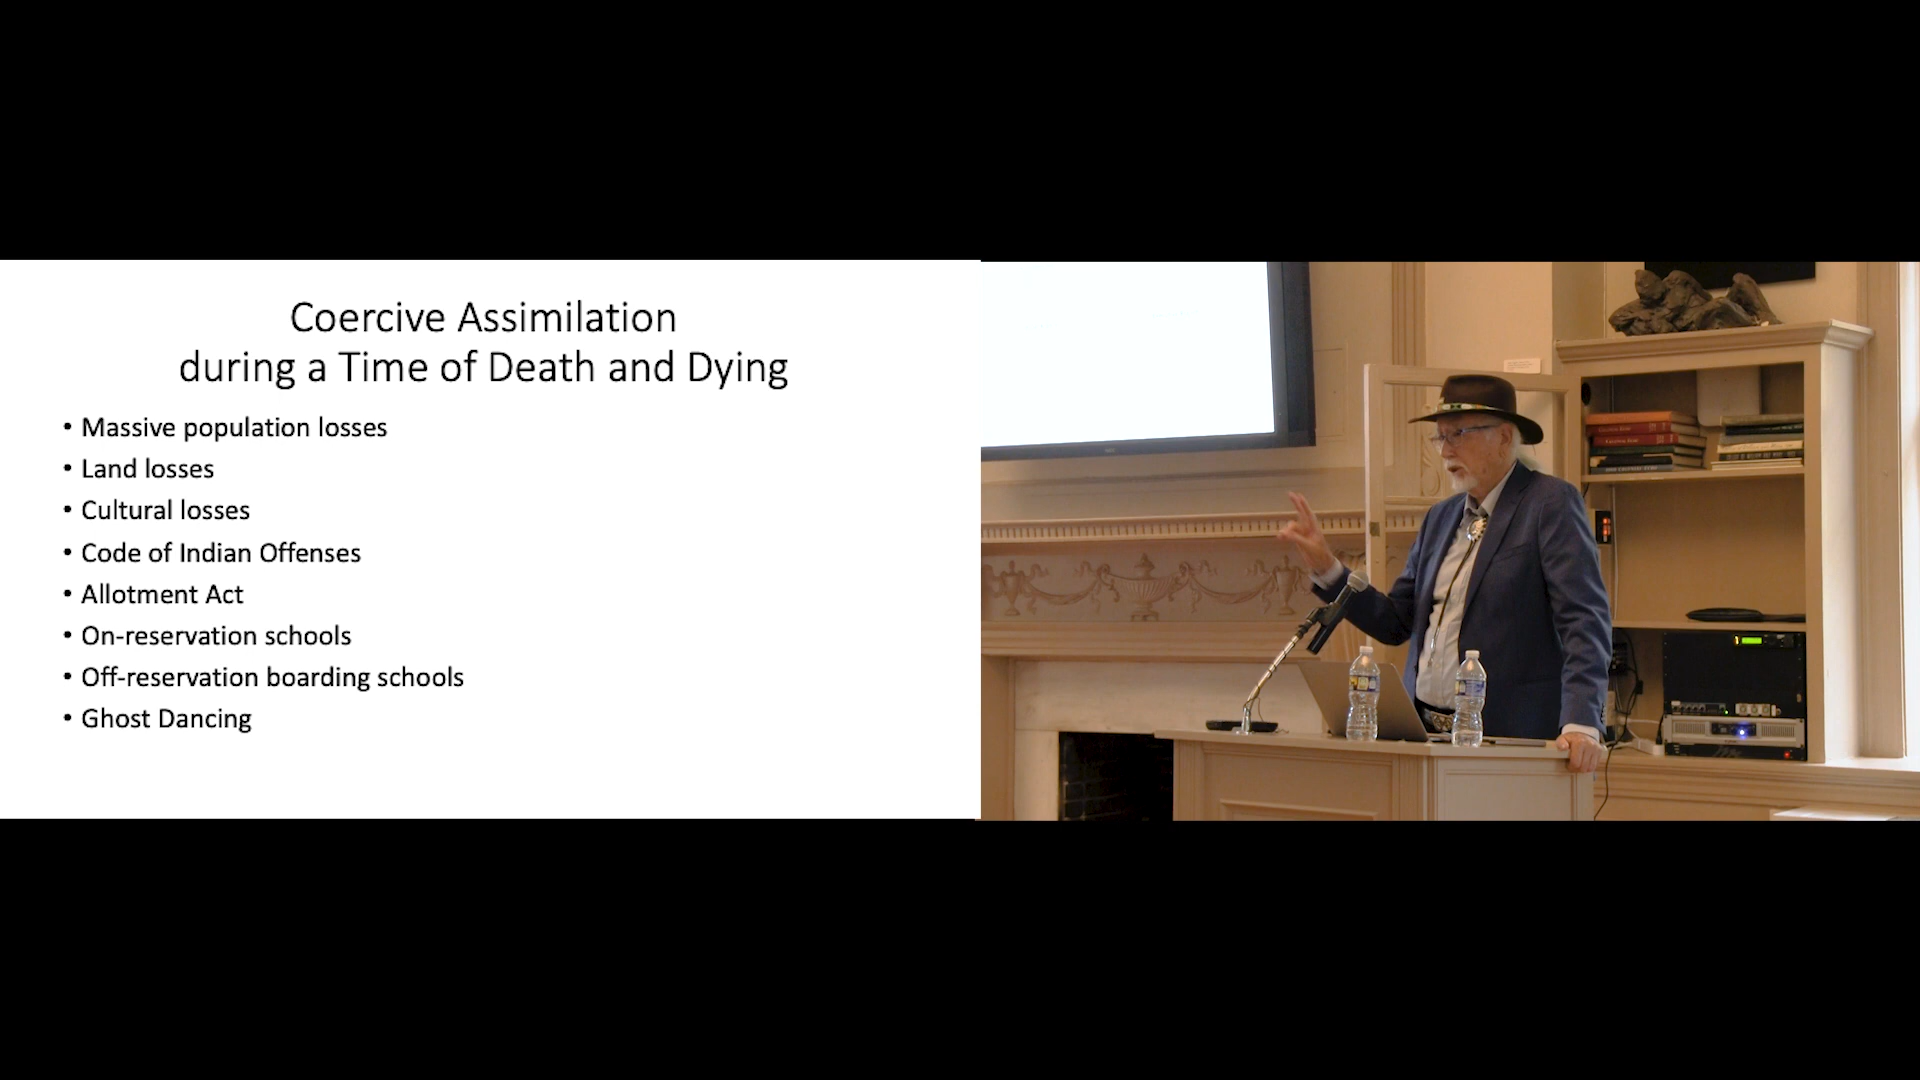 Coercive Assimilation
during a Time of Death and Dying
• Massive population losses
• Land losses
• Cultural losses
• Code of Indian Offenses
• Allotment Act
• On-reservation schools
• Off-reservation boarding schools
• Ghost Dancing